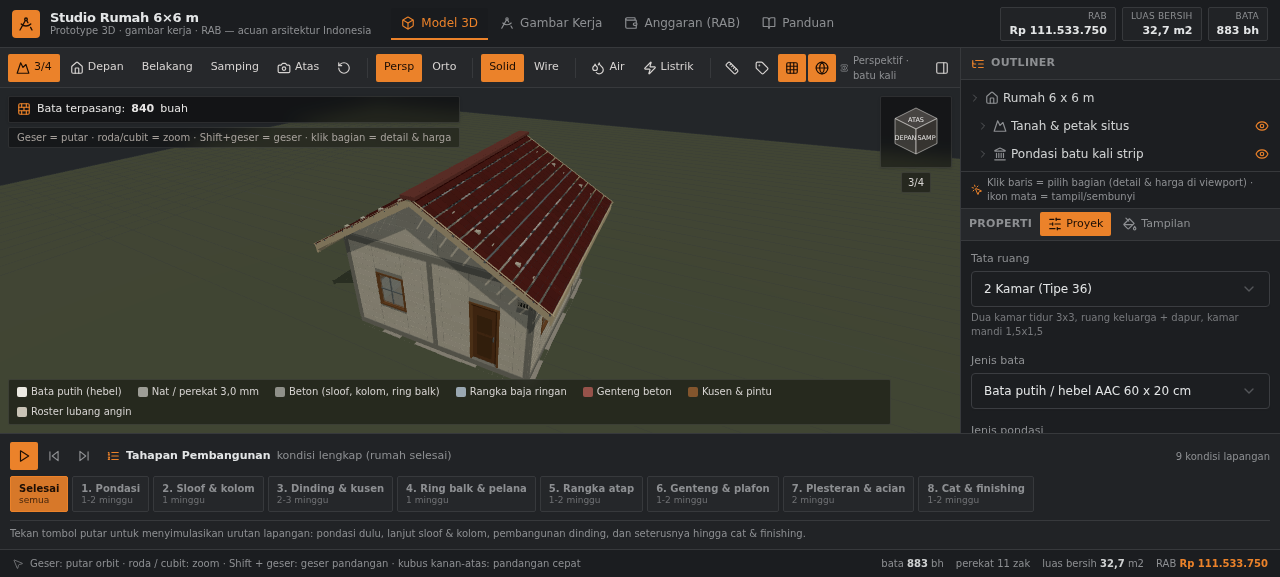 Studio Rumah 6×6 m
Prototype 3D · gambar kerja · RAB — acuan arsitektur Indonesia
Model 3D
Gambar Kerja
Anggaran (RAB)
Panduan
RAB
Rp 111.533.750
LUAS BERSIH
32,7 m2
BATA
883 bh
3/4
Depan
Belakang
Samping
Atas
Persp
Orto
Solid
Wire
Air
Listrik
Perspektif ·
batu kali
OUTLINER
Rumah 6 x 6 m
Tanah & petak situs
Pondasi batu kali strip
Klik baris = pilih bagian (detail & harga di viewport) ·
ikon mata = tampil/sembunyi
PROPERTI
Proyek
Tampilan
Tata ruang
2 Kamar (Tipe 36)
Dua kamar tidur 3x3, ruang keluarga + dapur, kamar
mandi 1,5x1,5
Jenis bata
Bata putih / hebel AAC 60 x 20 cm
Jenis pondasi
Bata terpasang: 840 buah
Geser = putar · roda/cubit = zoom · Shift+geser = geser · klik bagian = detail & harga
ATAS
DEPAN
SAMP
3/4
Bata putih (hebel)
Nat / perekat 3,0 mm
Beton (sloof, kolom, ring balk)
Rangka baja ringan
Genteng beton
Kusen & pintu
Roster lubang angin
Tahapan Pembangunan kondisi lengkap (rumah selesai)
9 kondisi lapangan
Selesai
semua
1. Pondasi
1-2 minggu
2. Sloof & kolom
1 minggu
3. Dinding & kusen
2-3 minggu
4. Ring balk & pelana
1 minggu
5. Rangka atap
1-2 minggu
6. Genteng & plafon
1-2 minggu
7. Plesteran & acian
2 minggu
8. Cat & finishing
1-2 minggu
Tekan tombol putar untuk menyimulasikan urutan lapangan: pondasi dulu, lanjut sloof & kolom, pembangunan dinding, dan seterusnya hingga cat & finishing.
Geser: putar orbit · roda / cubit: zoom · Shift + geser: geser pandangan · kubus kanan-atas: pandangan cepat
bata 883 bh
perekat 11 zak
luas bersih 32,7 m2
RAB Rp 111.533.750